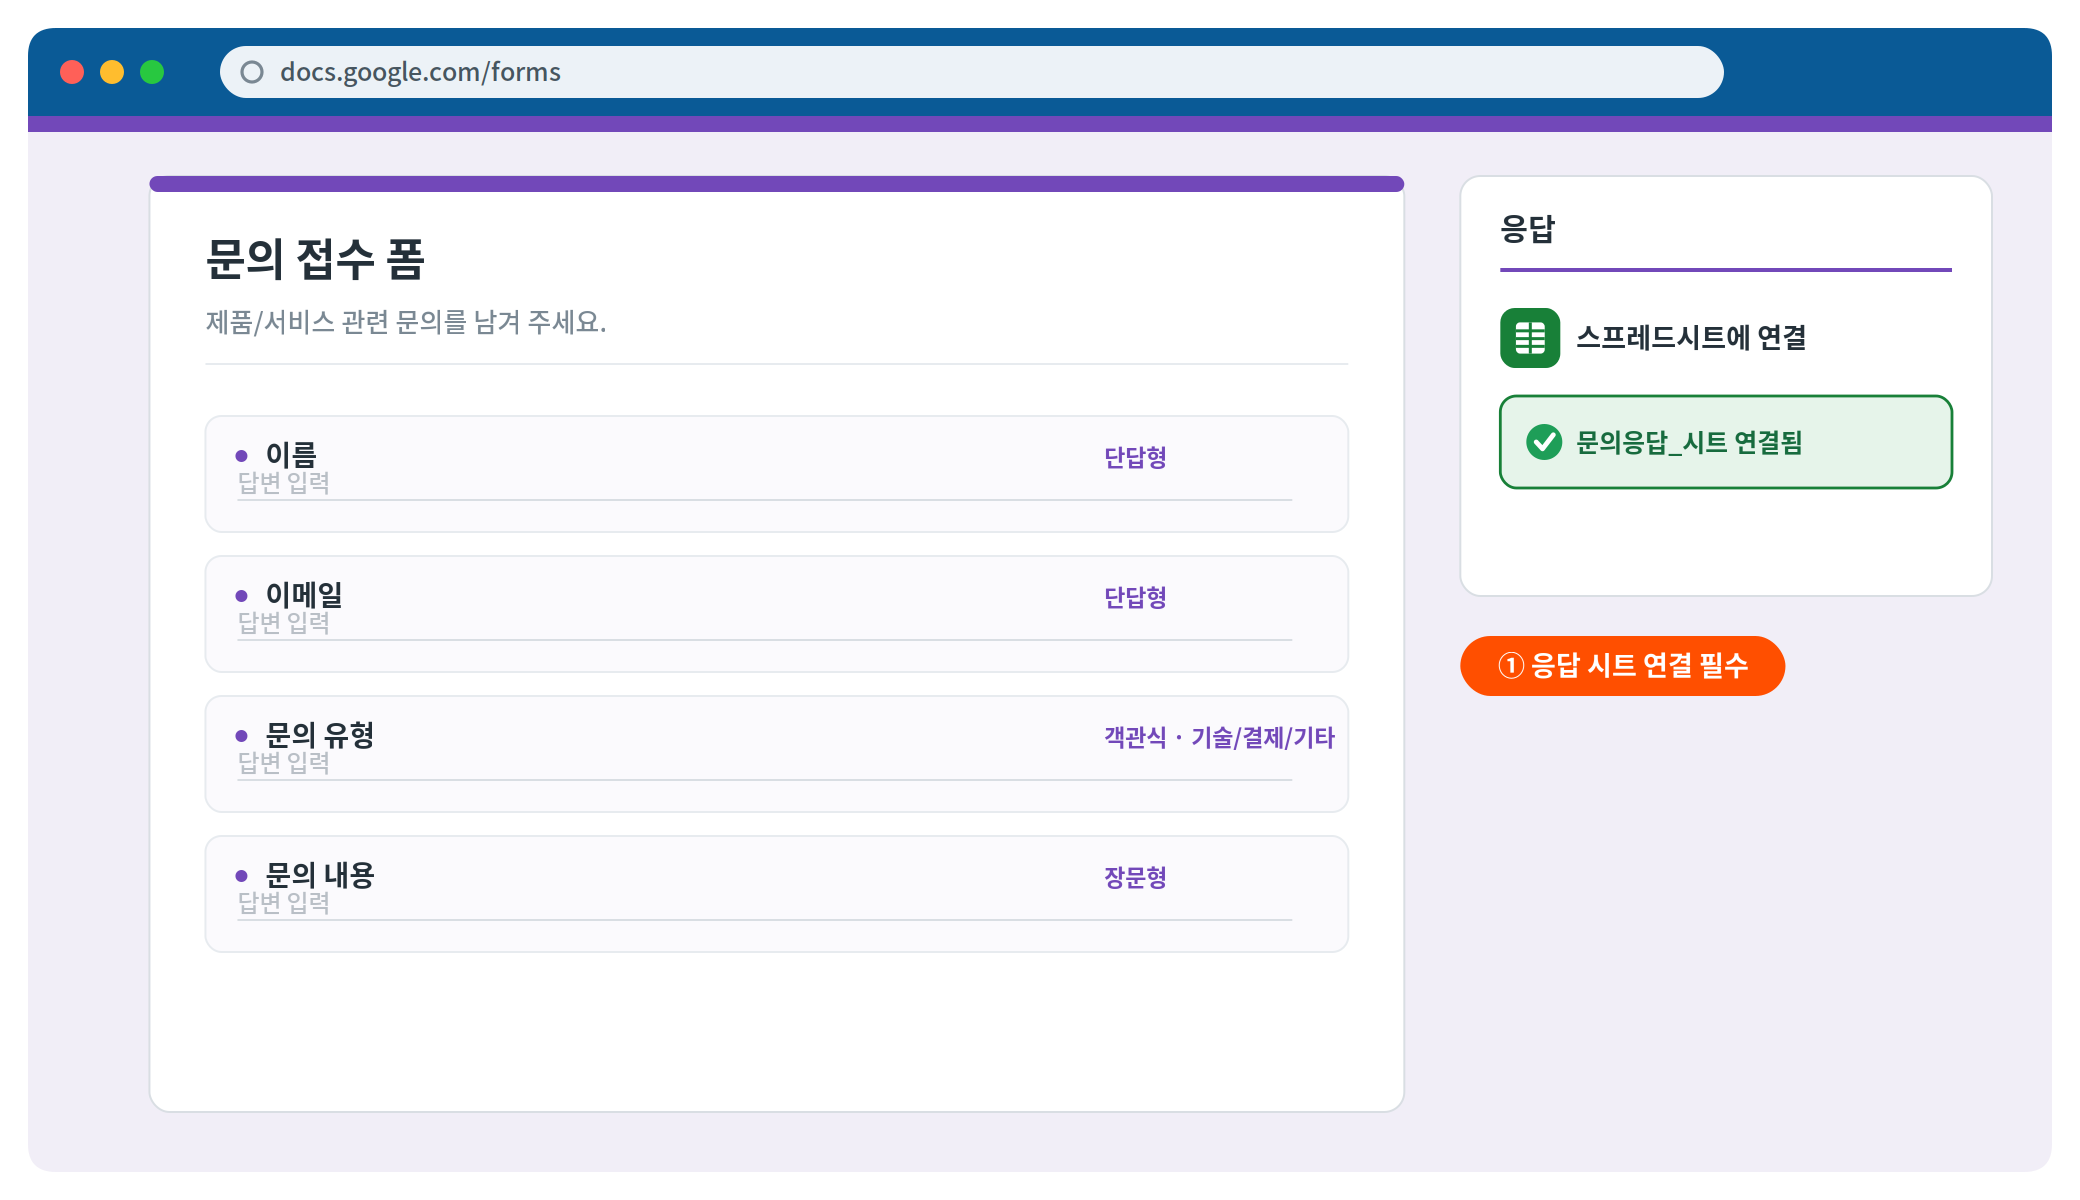 docs.google.com/forms
문의 접수 폼
제품/서비스 관련 문의를 남겨 주세요.
이름
단답형
답변 입력
이메일
단답형
답변 입력
문의 유형
객관식 · 기술/결제/기타
답변 입력
문의 내용
장문형
답변 입력
응답
스프레드시트에 연결
문의응답_시트 연결됨
① 응답 시트 연결 필수